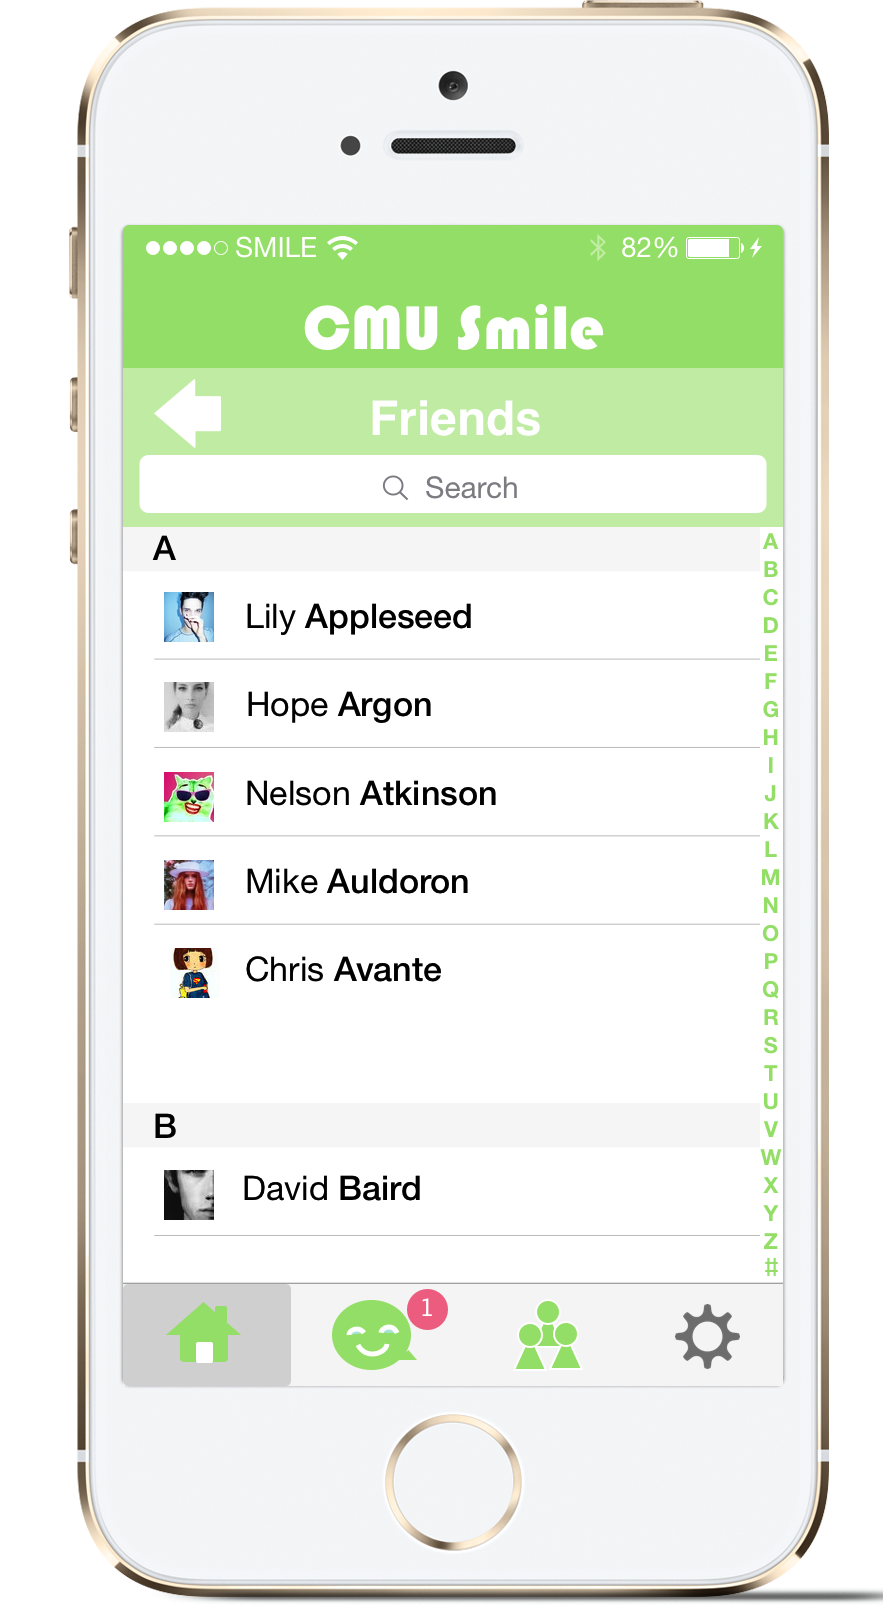 SMILE 82%
CMU Smile
Friends
Search
A
Lily Appleseed
Hope Argon
Nelson Atkinson
Mike Auldoron
Chris Avante
B
David Baird
A
B
C
D
E
F
G
H
I
J
K
L
M
N
O
P
Q
R
S
T
U
V
W
X
Y
Z
#
1